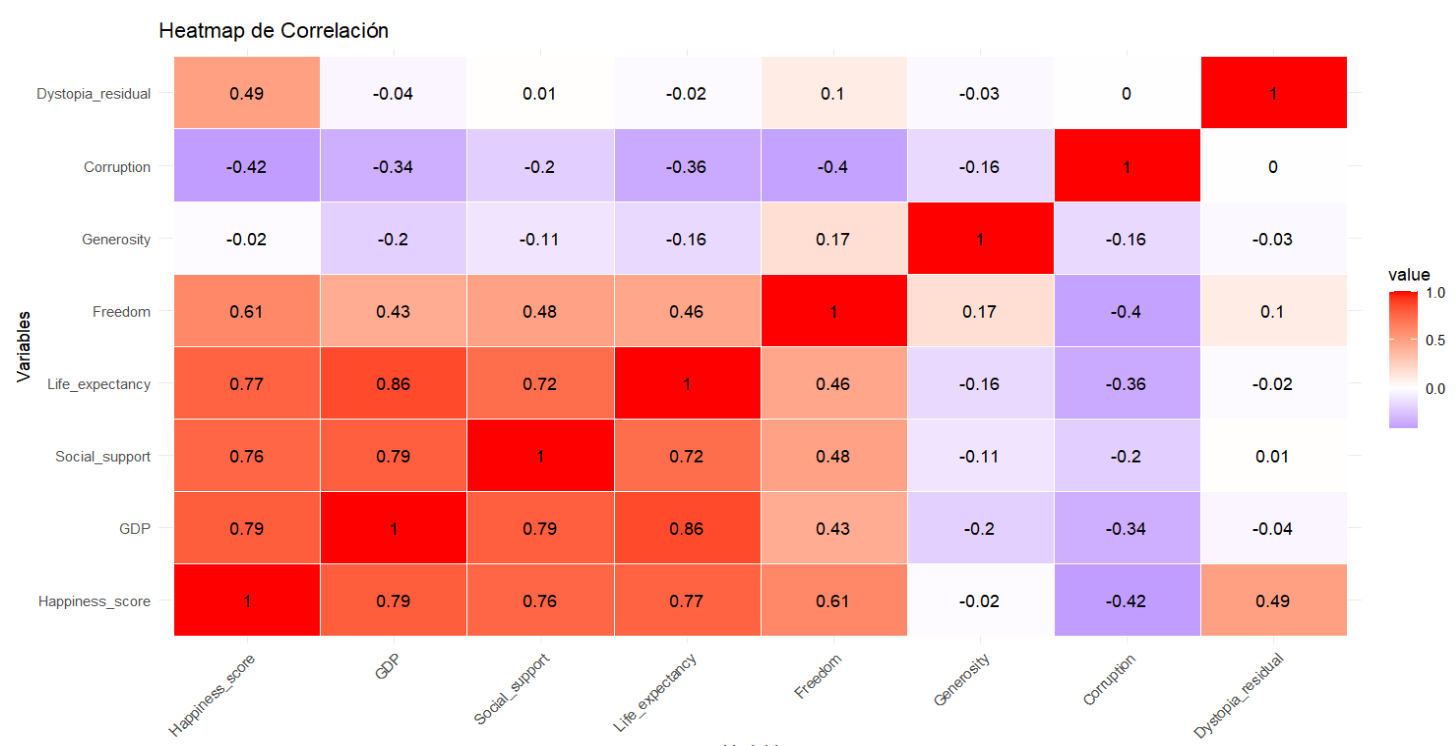 Heatmap de Correlación
Dystopia_residual 0.49 -0.04 0.01 -0.02 0.1 -0.03 0 1
Corruption -0.42 -0.34 -0.2 -0.36 -0.4 -0.16 1 0
Generosity -0.02 -0.2 -0.11 -0.16 0.17 1 -0.16 -0.03
Freedom 0.61 0.43 0.48 0.46 1 0.17 -0.4 0.1
Life_expectancy 0.77 0.86 0.72 1 0.46 -0.16 -0.36 -0.02
Social_support 0.76 0.79 1 0.72 0.48 -0.11 -0.2 0.01
GDP 0.79 1 0.79 0.86 0.43 -0.2 -0.34 -0.04
Happiness_score 1 0.79 0.76 0.77 0.61 -0.02 -0.42 0.49
Happiness_score GDP Social_support Life_expectancy Freedom Generosity Corruption Dystopia_residual
Variables
value
1.0
0.5
0.0